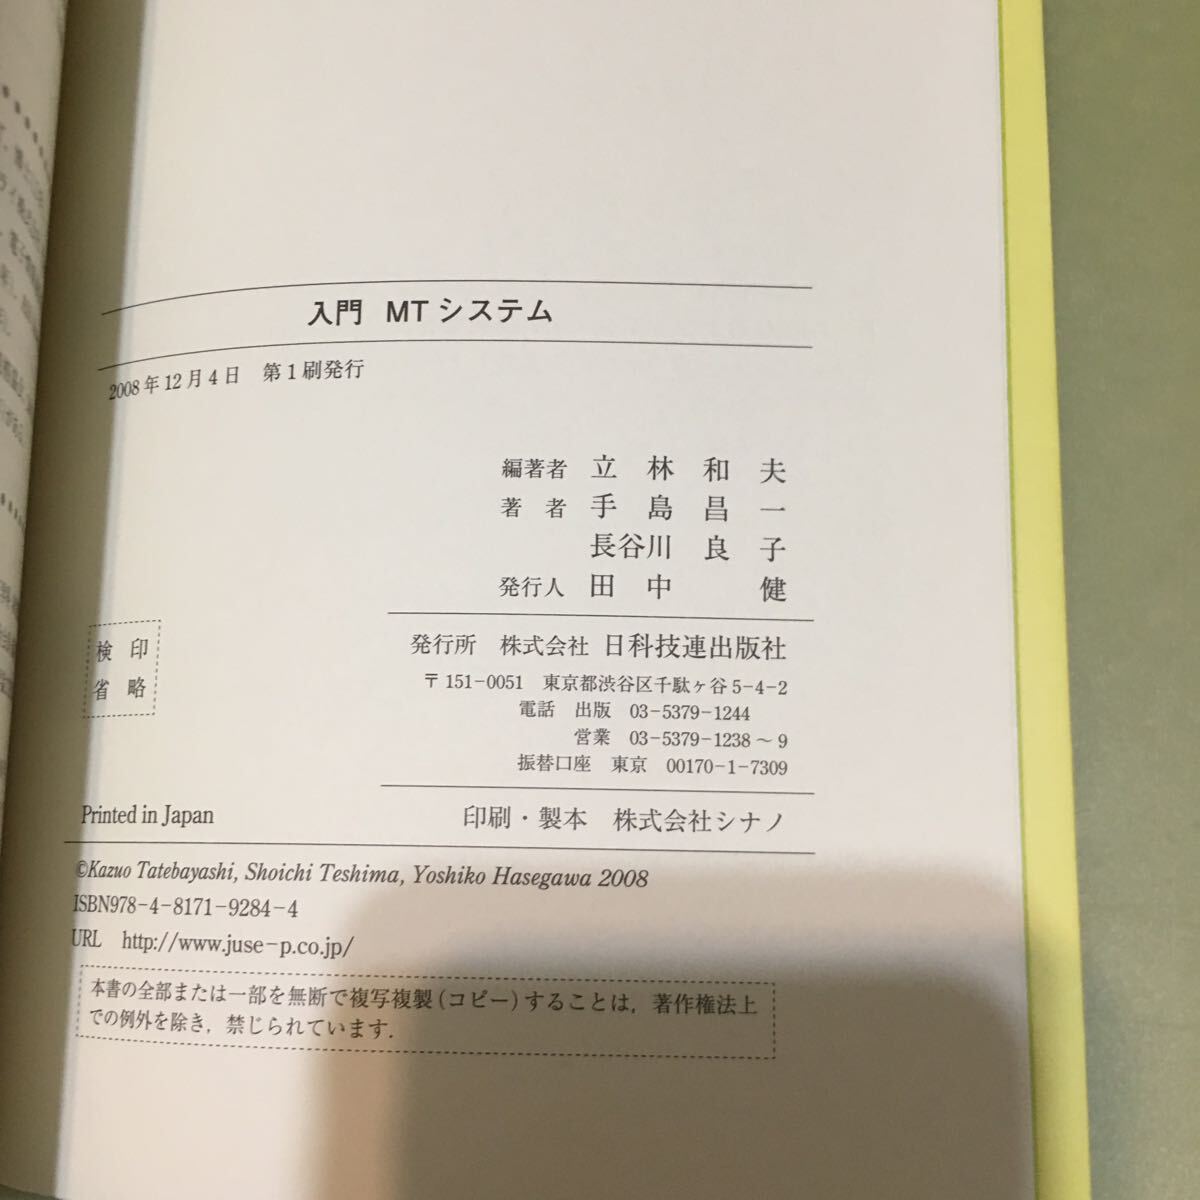 入門 MTシステム
2008年12月4日 第1刷発行
編著者 立林和夫
著者 手島昌一
長谷川良子
発行人 田中健
検印
省略
発行所 株式会社 日科技連出版社
〒151-0051 東京都渋谷区千駄ヶ谷5-4-2
電話 出版 03-5379-1244
営業 03-5379-1238～9
振替口座 東京 00170-1-7309
Printed in Japan
印刷・製本 株式会社シナノ
©Kazuo Tatebayashi, Shoichi Teshima, Yoshiko Hasegawa 2008
ISBN978-4-8171-9284-4
URL http://www.juse-p.co.jp/
本書の全部または一部を無断で複写複製(コピー)することは，著作権法上
での例外を除き，禁じられています．